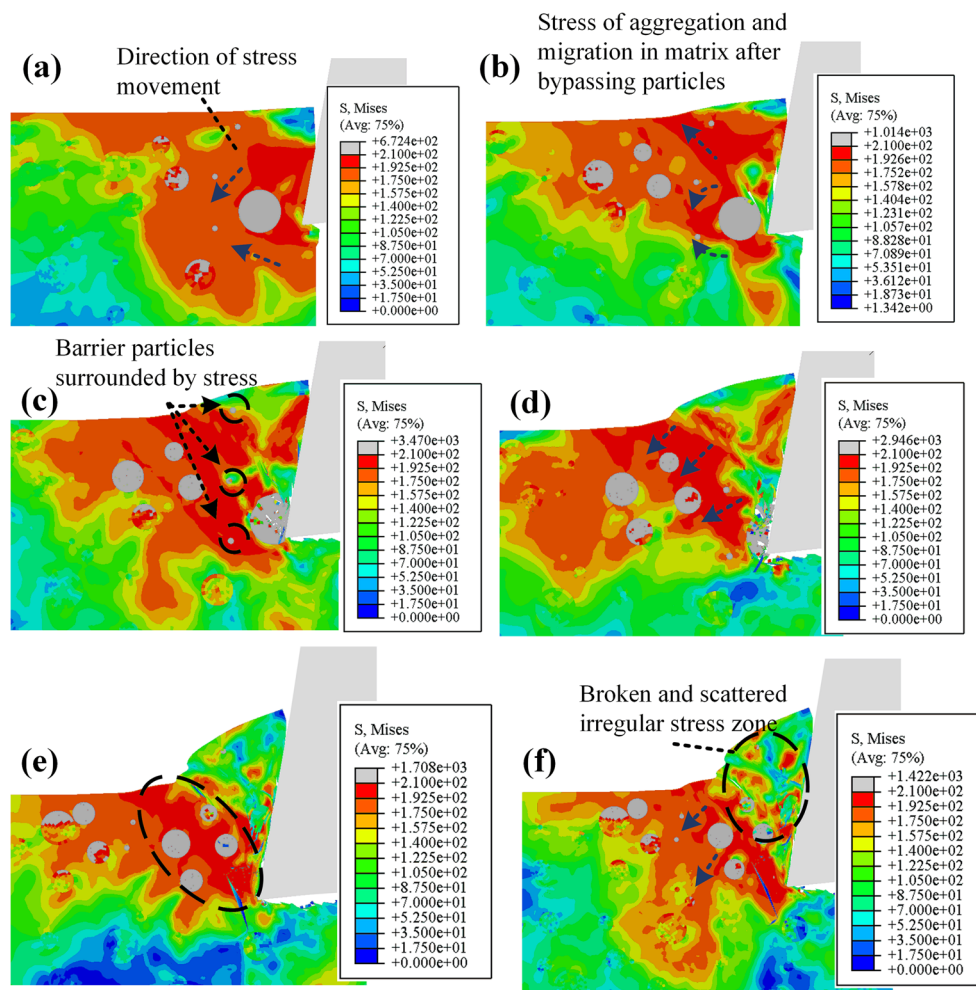 (a)
Direction of stress
movement
S, Mises
(Avg: 75%)
+6.724e+02
+2.100e+02
+1.925e+02
+1.750e+02
+1.575e+02
+1.400e+02
+1.225e+02
+1.050e+02
+8.750e+01
+7.000e+01
+5.250e+01
+3.500e+01
+1.750e+01
+0.000e+00
(b)
Stress of aggregation and
migration in matrix after
bypassing particles
S, Mises
(Avg: 75%)
+1.014e+03
+2.100e+02
+1.926e+02
+1.752e+02
+1.578e+02
+1.404e+02
+1.231e+02
+1.057e+02
+8.828e+01
+7.089e+01
+5.351e+01
+3.612e+01
+1.873e+01
+1.342e+00
Barrier particles
surrounded by stress
(c)
S, Mises
(Avg: 75%)
+3.470e+03
+2.100e+02
+1.925e+02
+1.750e+02
+1.575e+02
+1.400e+02
+1.225e+02
+1.050e+02
+8.750e+01
+7.000e+01
+5.250e+01
+3.500e+01
+1.750e+01
+0.000e+00
(d)
S, Mises
(Avg: 75%)
+2.946e+03
+2.100e+02
+1.925e+02
+1.750e+02
+1.575e+02
+1.400e+02
+1.225e+02
+1.050e+02
+8.750e+01
+7.000e+01
+5.250e+01
+3.500e+01
+1.750e+01
+0.000e+00
(e)
S, Mises
(Avg: 75%)
+1.708e+03
+2.100e+02
+1.925e+02
+1.750e+02
+1.575e+02
+1.400e+02
+1.225e+02
+1.050e+02
+8.750e+01
+7.000e+01
+5.250e+01
+3.500e+01
+1.750e+01
+0.000e+00
Broken and scattered
irregular stress zone
(f)
S, Mises
(Avg: 75%)
+1.422e+03
+2.100e+02
+1.925e+02
+1.750e+02
+1.575e+02
+1.400e+02
+1.225e+02
+1.050e+02
+8.750e+01
+7.000e+01
+5.250e+01
+3.500e+01
+1.750e+01
+0.000e+00